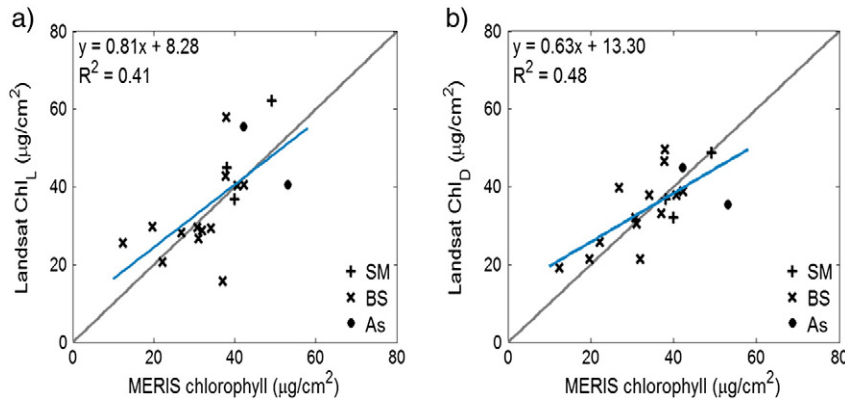 a)
y = 0.81x + 8.28
R² = 0.41
80
60
40
20
0
Landsat Chl_L (μg/cm²)
+ SM
× BS
● As
0 20 40 60 80
MERIS chlorophyll (μg/cm²)
b)
y = 0.63x + 13.30
R² = 0.48
80
60
40
20
0
Landsat Chl_D (μg/cm²)
+ SM
× BS
● As
0 20 40 60 80
MERIS chlorophyll (μg/cm²)